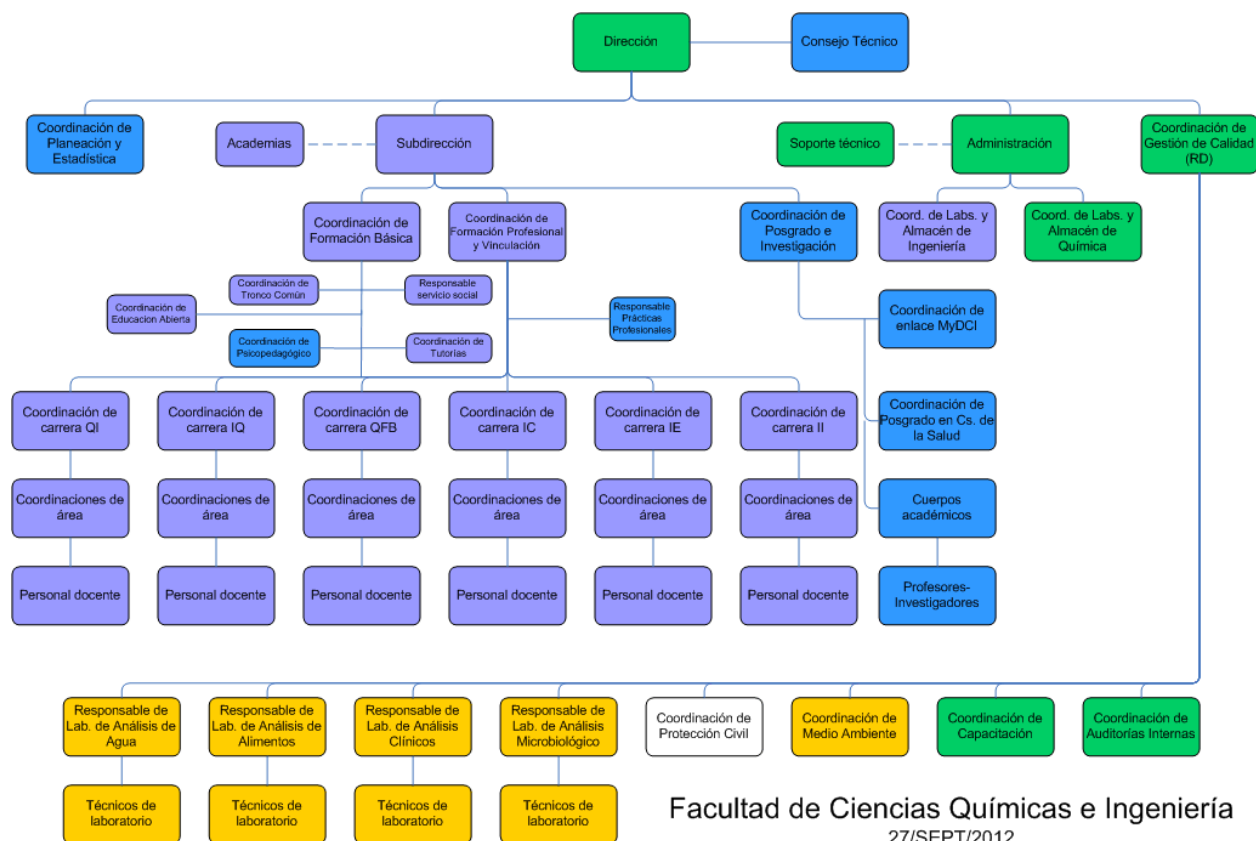 Dirección
Consejo Técnico
Coordinación de
Planeación y
Estadística
Academias
Subdirección
Soporte técnico
Administración
Coordinación de
Gestión de Calidad
(RD)
Coordinación de
Formación Básica
Coordinación de
Formación Profesional
y Vinculación
Coordinación de
Posgrado e
Investigación
Coord. de Labs. y
Almacén de
Ingeniería
Coord. de Labs. y
Almacén de
Química
Coordinación de
Tronco Común
Responsable
servicio social
Coordinación de
Educacion Abierta
Responsable
Prácticas
Profesionales
Coordinación de
enlace MyDCI
Coordinación de
Psicopedagógico
Coordinación de
Tutorías
Coordinación de
carrera QI
Coordinación de
carrera IQ
Coordinación de
carrera QFB
Coordinación de
carrera IC
Coordinación de
carrera IE
Coordinación de
carrera II
Coordinación de
Posgrado en Cs. de
la Salud
Coordinaciones de
área
Coordinaciones de
área
Coordinaciones de
área
Coordinaciones de
área
Coordinaciones de
área
Coordinaciones de
área
Cuerpos
académicos
Personal docente
Personal docente
Personal docente
Personal docente
Personal docente
Personal docente
Profesores-
Investigadores
Responsable de
Lab. de Análisis de
Agua
Responsable de
Lab. de Análisis de
Alimentos
Responsable de
Lab. de Análisis
Clínicos
Responsable de
Lab. de Análisis
Microbiológico
Coordinación de
Protección Civil
Coordinación de
Medio Ambiente
Coordinación de
Capacitación
Coordinación de
Auditorías Internas
Técnicos de
laboratorio
Técnicos de
laboratorio
Técnicos de
laboratorio
Técnicos de
laboratorio
Facultad de Ciencias Químicas e Ingeniería
27/SEPT/2012